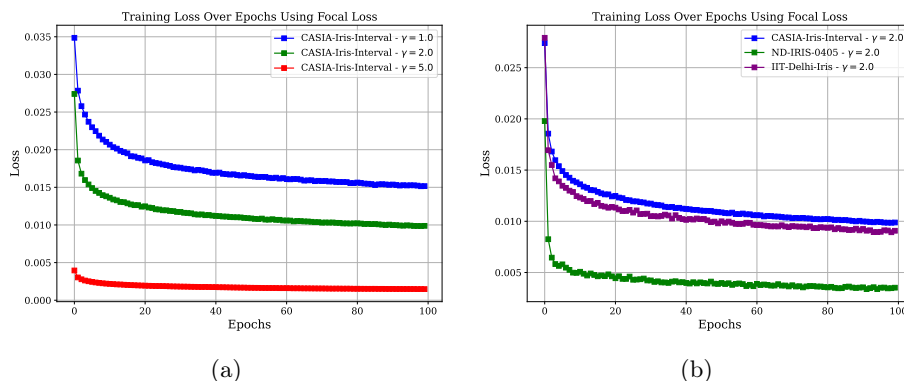 Training Loss Over Epochs Using Focal Loss
CASIA-Iris-Interval - γ = 1.0
CASIA-Iris-Interval - γ = 2.0
CASIA-Iris-Interval - γ = 5.0
0.035
0.030
0.025
0.020
0.015
0.010
0.005
0.000
Loss
0 20 40 60 80 100
Epochs
(a)
Training Loss Over Epochs Using Focal Loss
CASIA-Iris-Interval - γ = 2.0
ND-IRIS-0405 - γ = 2.0
IIT-Delhi-Iris - γ = 2.0
0.025
0.020
0.015
0.010
0.005
Loss
0 20 40 60 80 100
Epochs
(b)